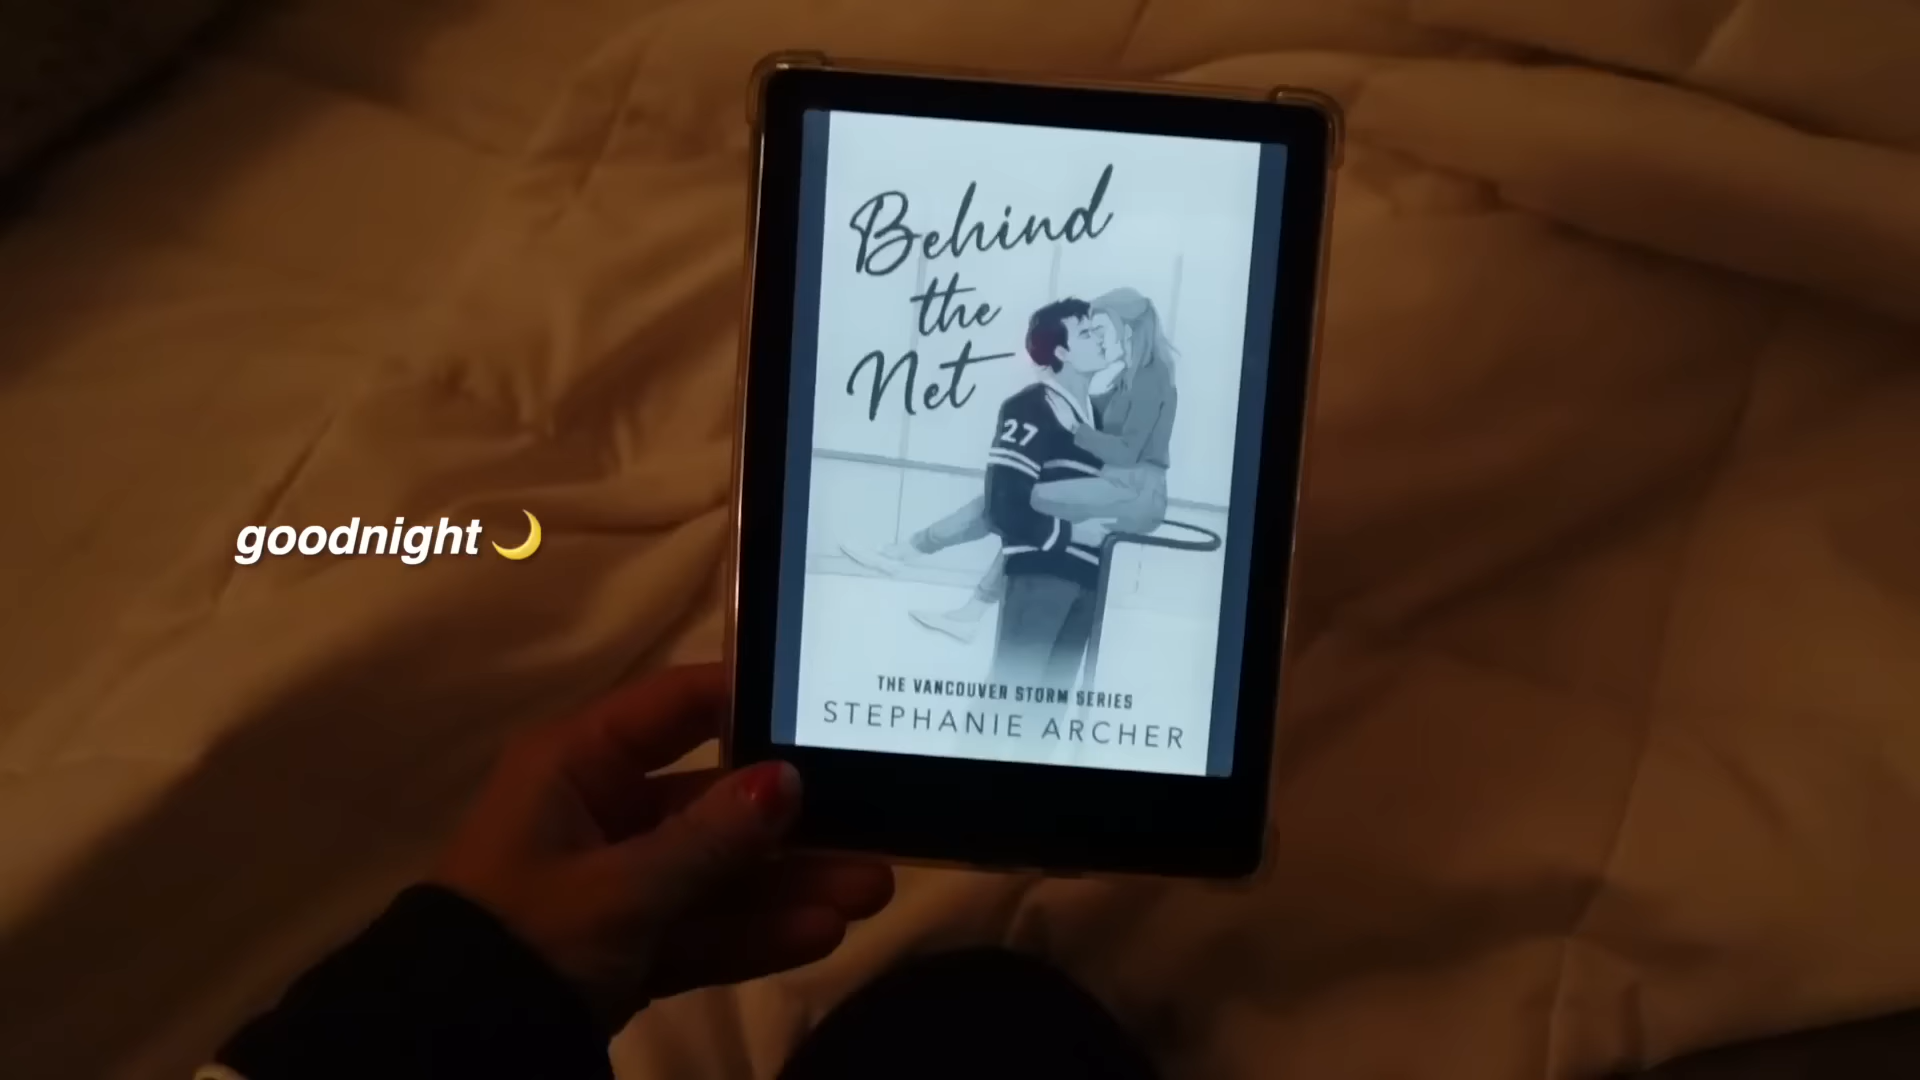 Behind
the
Net
27
THE VANCOUVER STORM SERIES
STEPHANIE ARCHER
goodnight 🌙